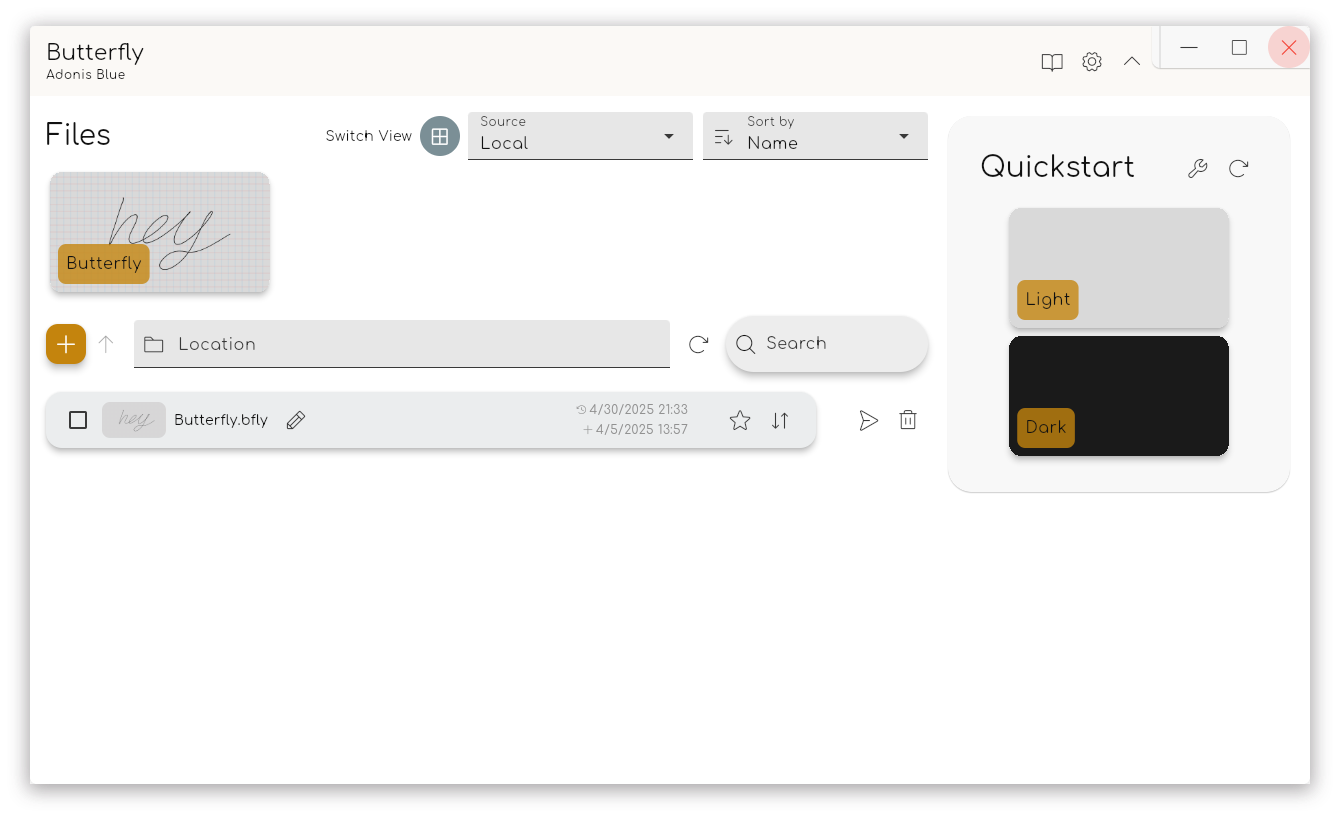 Butterfly
Adonis Blue
Files
Switch View
Source
Local
Sort by
Name
hey
Butterfly
Location
Search
hey
Butterfly.bfly
4/30/2025 21:33
+ 4/5/2025 13:57
Quickstart
Light
Dark